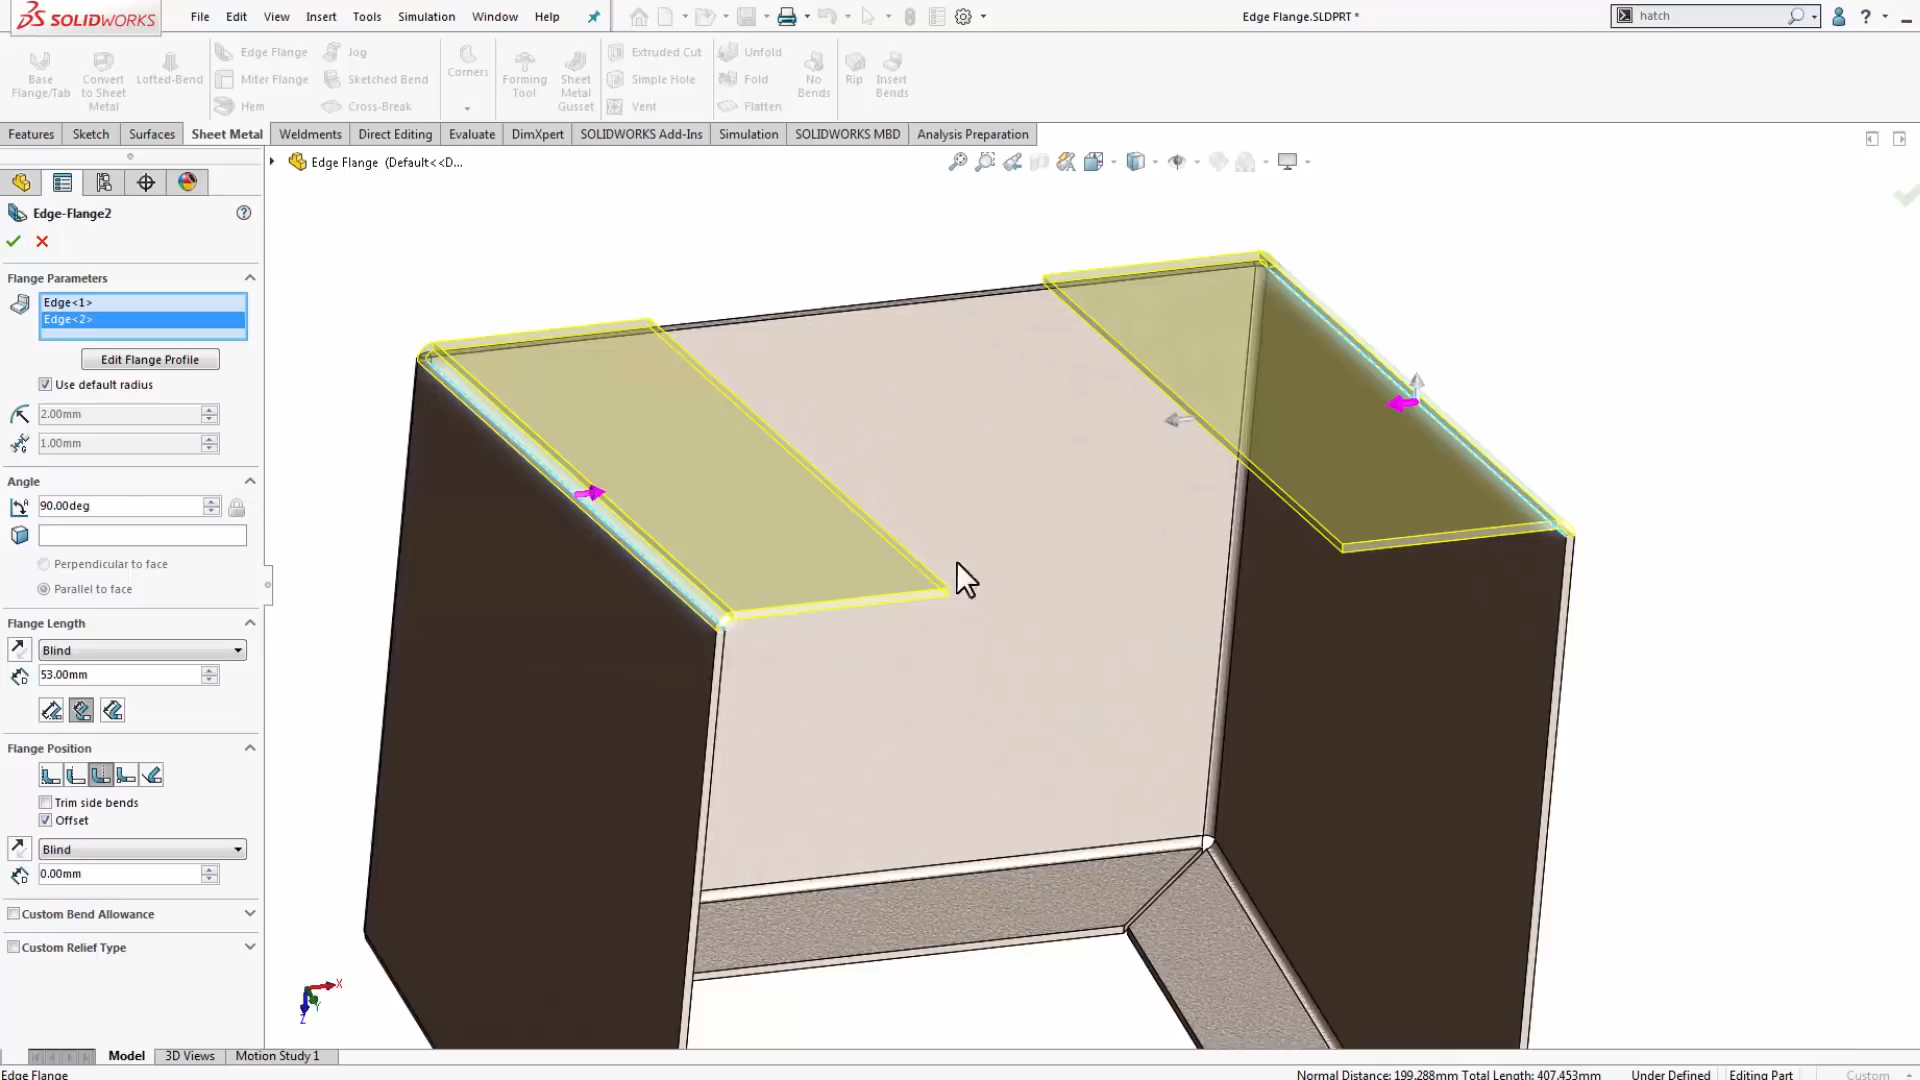 SOLIDWORKS
File Edit View Insert Tools Simulation Window Help
Edge Flange.SLDPRT *
hatch
Base Flange/Tab
Convert to Sheet Metal
Lofted-Bend
Edge Flange
Miter Flange
Hem
Jog
Sketched Bend
Cross-Break
Corners
Forming Tool
Sheet Metal Gusset
Extruded Cut
Simple Hole
Vent
Unfold
Fold
Flatten
No Bends
Rip
Insert Bends
Features Sketch Surfaces Sheet Metal Weldments Direct Editing Evaluate DimXpert SOLIDWORKS Add-Ins Simulation SOLIDWORKS MBD Analysis Preparation
Edge Flange (Default<<D...
Edge-Flange2
Flange Parameters
Edge<1>
Edge<2>
Edit Flange Profile
Use default radius
2.00mm
1.00mm
Angle
90.00deg
Perpendicular to face
Parallel to face
Flange Length
Blind
53.00mm
Flange Position
Trim side bends
Offset
Blind
0.00mm
Custom Bend Allowance
Custom Relief Type
X
Y
Z
Model 3D Views Motion Study 1
Edge Flange
Normal Distance: 199.288mm Total Length: 407.453mm Under Defined Editing Part Custom